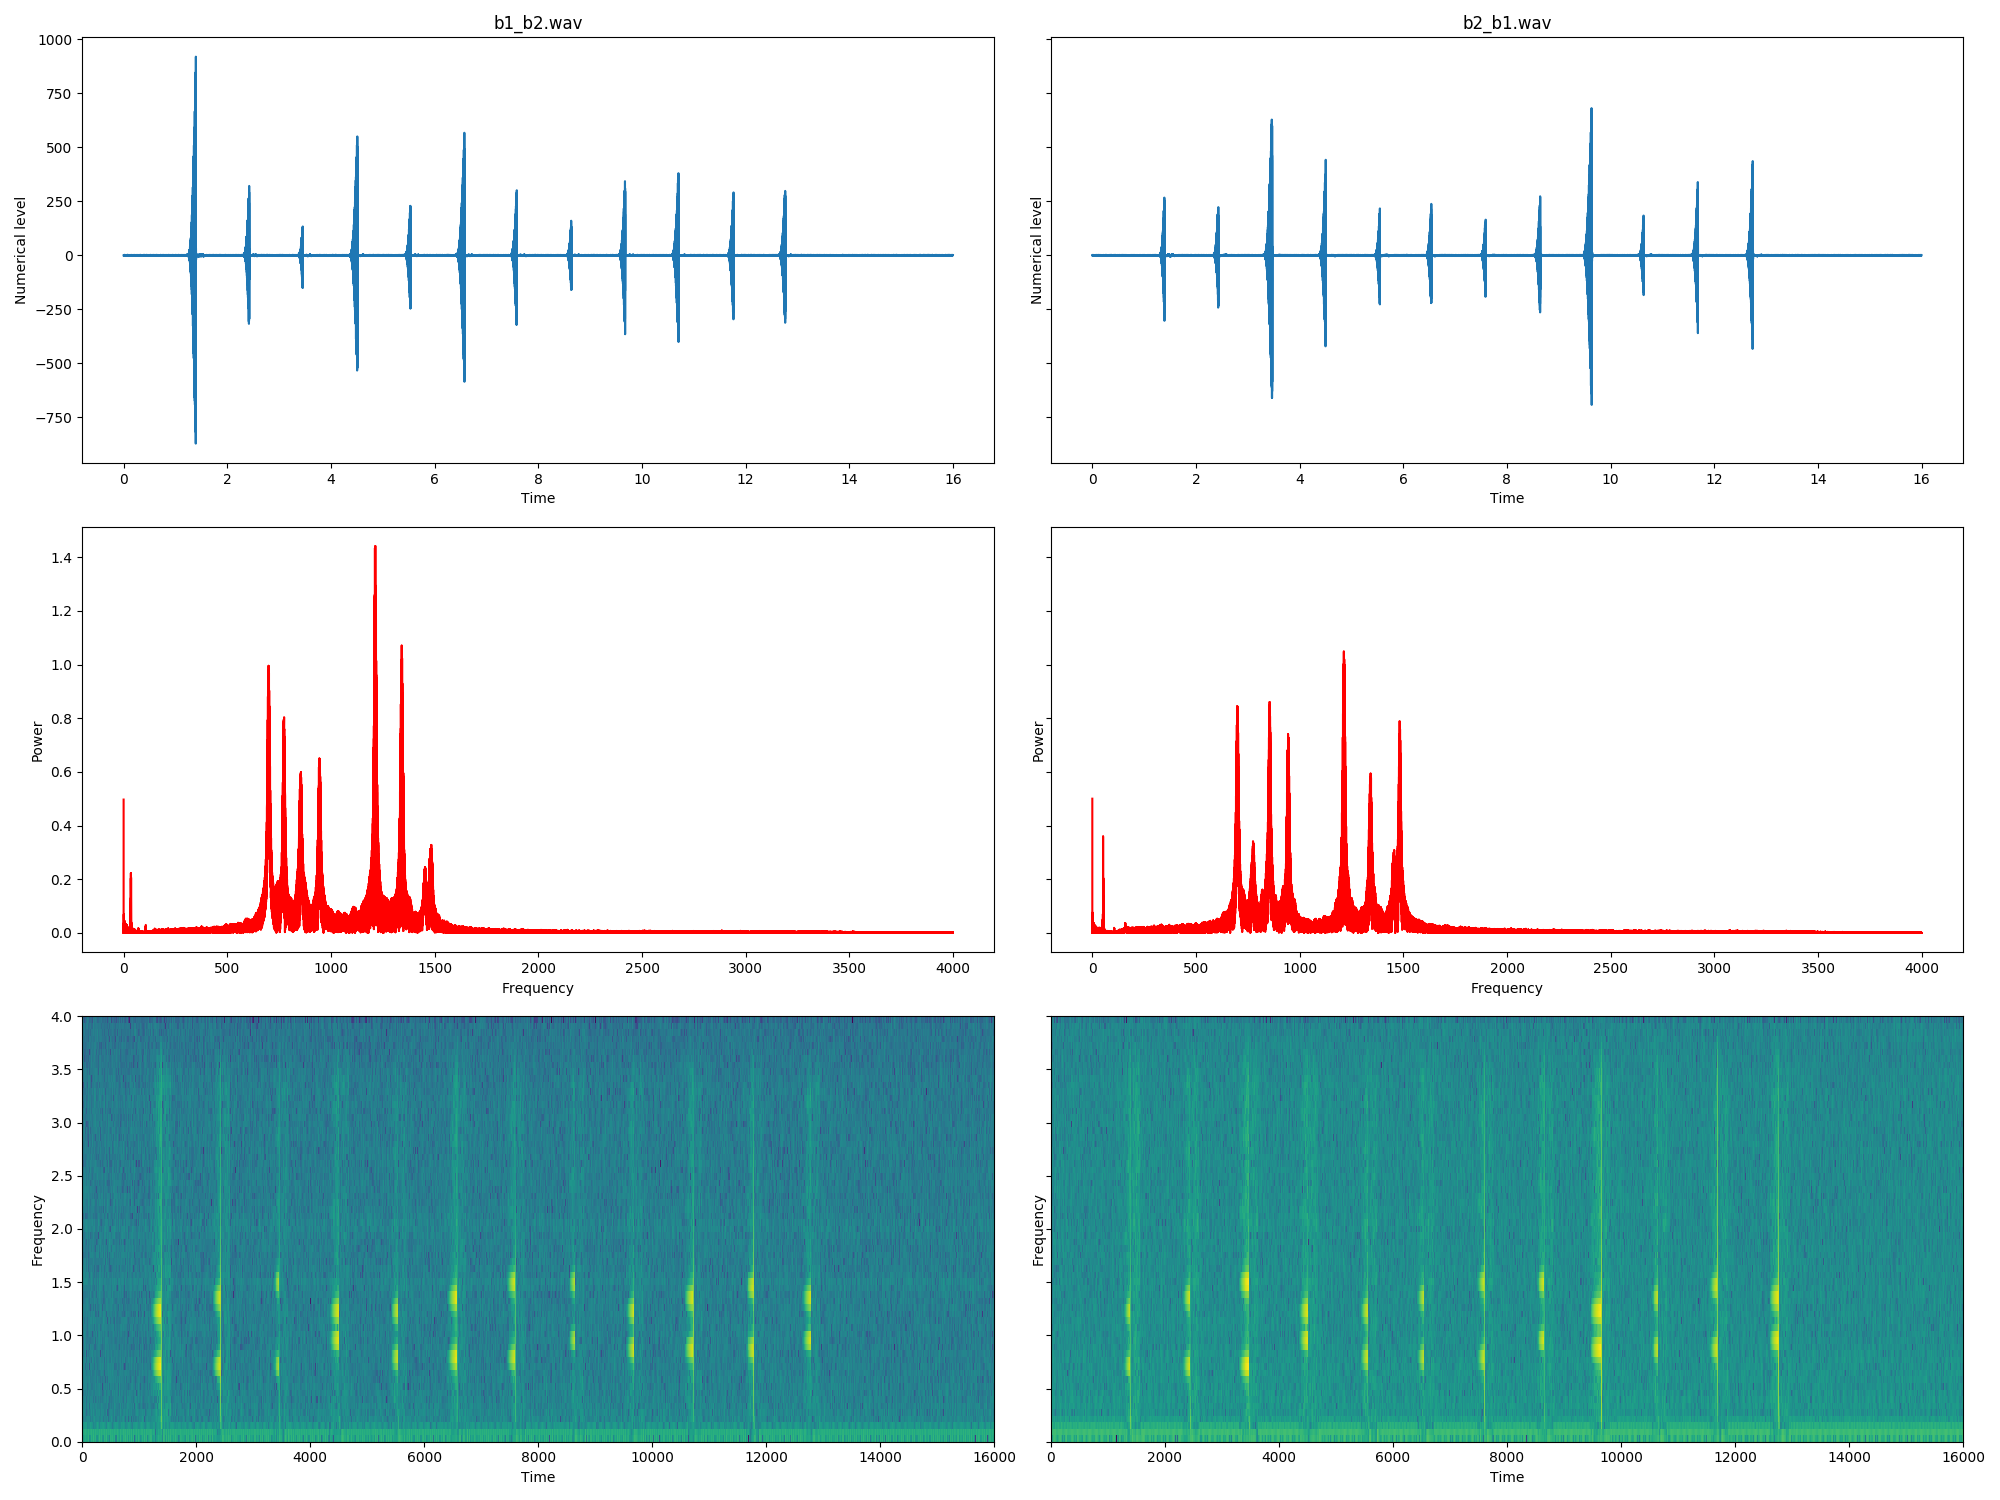 b1_b2.wav
b2_b1.wav
1000
750
500
250
0
−250
−500
−750
Numerical level
Numerical level
0 2 4 6 8 10 12 14 16
0 2 4 6 8 10 12 14 16
Time
Time
1.4
1.2
1.0
0.8
0.6
0.4
0.2
0.0
Power
Power
0 500 1000 1500 2000 2500 3000 3500 4000
0 500 1000 1500 2000 2500 3000 3500 4000
Frequency
Frequency
4.0
3.5
3.0
2.5
2.0
1.5
1.0
0.5
0.0
Frequency
Frequency
0 2000 4000 6000 8000 10000 12000 14000 16000
0 2000 4000 6000 8000 10000 12000 14000 16000
Time
Time